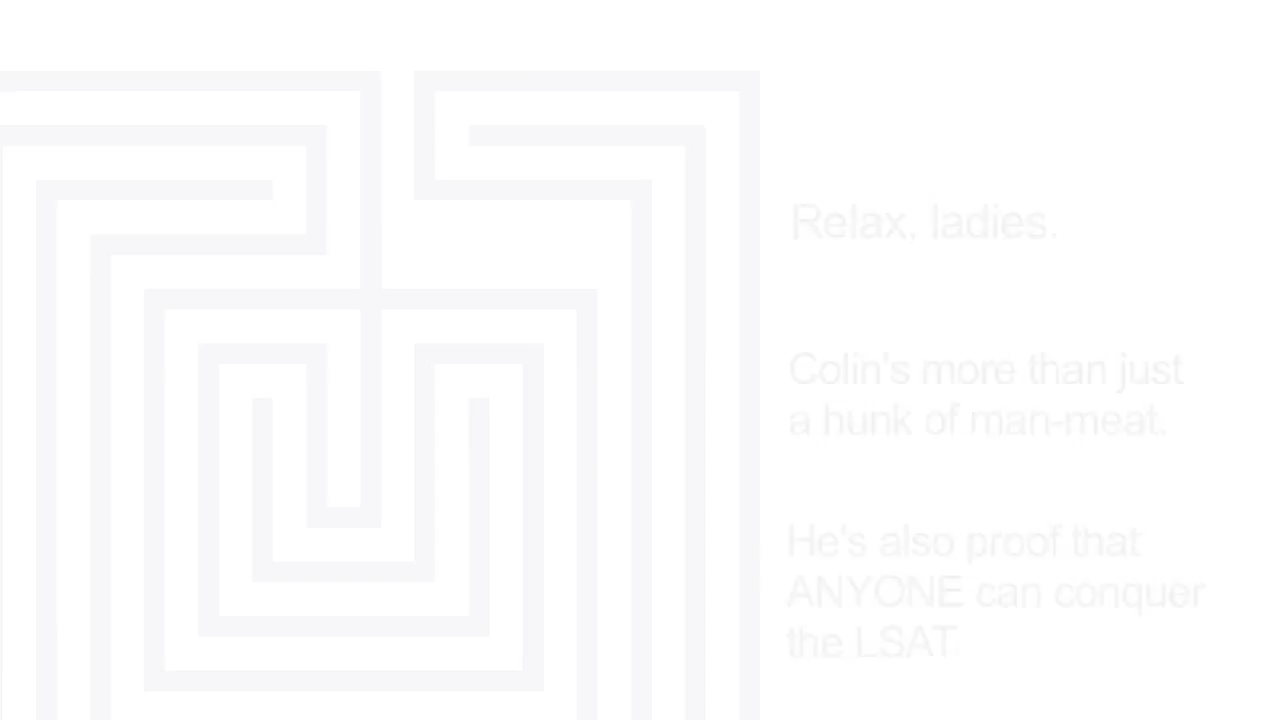 Relax, ladies.
Colin's more than just
a hunk of man-meat.
He's also proof that
ANYONE can conquer
the LSAT.